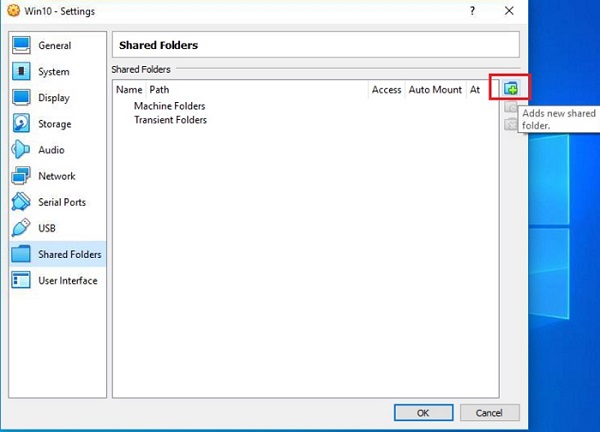 Win10 - Settings
?
General
System
Display
Storage
Audio
Network
Serial Ports
USB
Shared Folders
User Interface
Shared Folders
Shared Folders
Name Path Access Auto Mount At
Machine Folders
Transient Folders
Adds new shared
folder.
OK Cancel